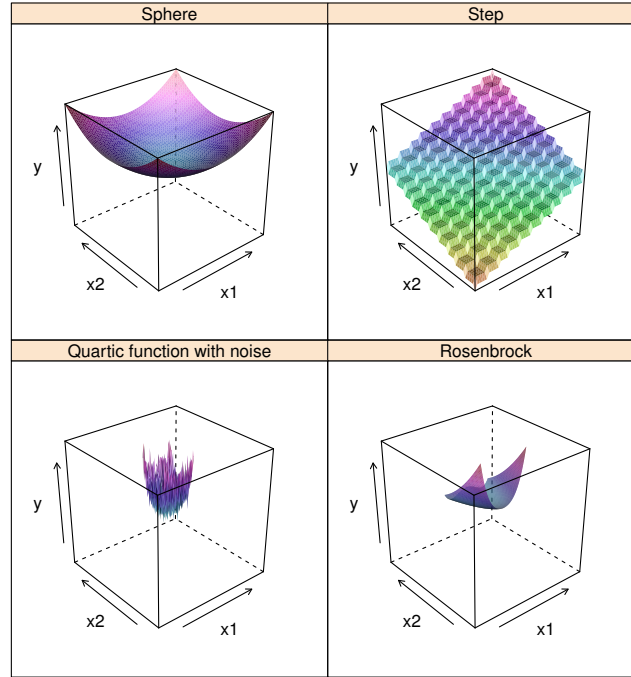 Sphere
Step
y
x2
x1
y
x2
x1
Quartic function with noise
Rosenbrock
y
x2
x1
y
x2
x1